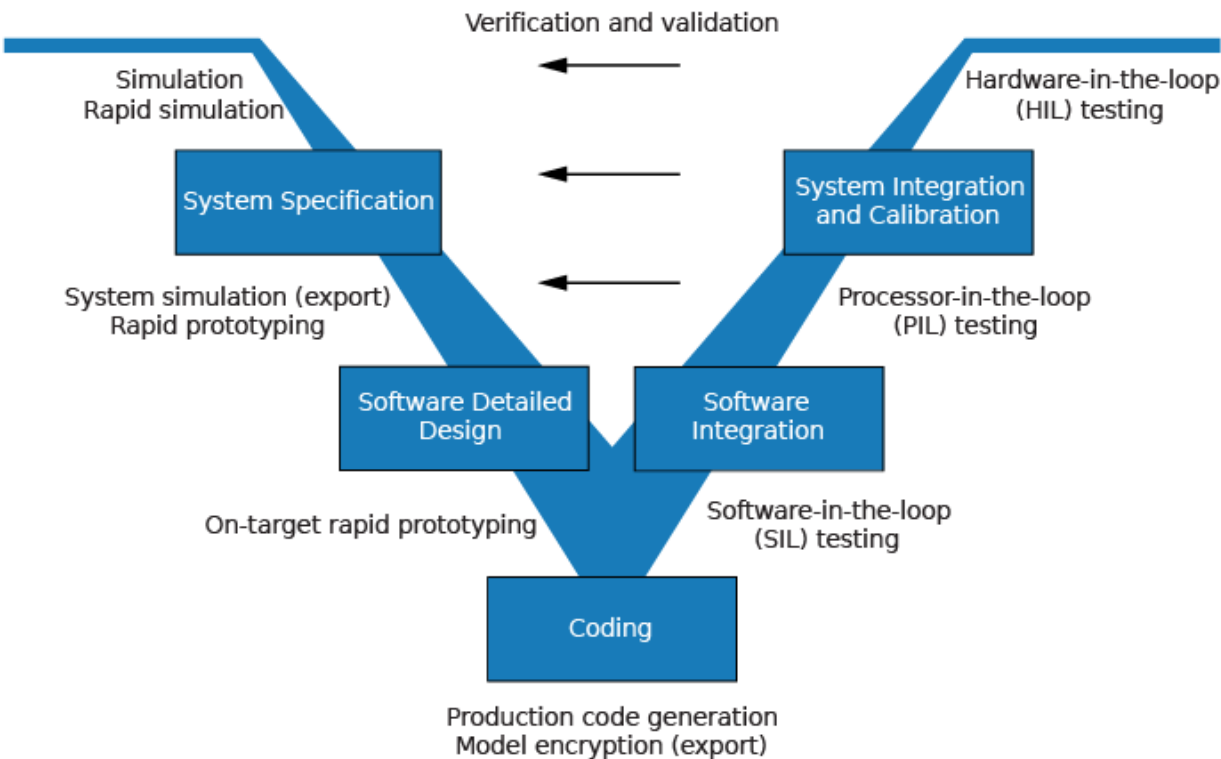 Verification and validation
Simulation
Rapid simulation
Hardware-in-the-loop
(HIL) testing
System Specification
System Integration
and Calibration
System simulation (export)
Rapid prototyping
Processor-in-the-loop
(PIL) testing
Software Detailed
Design
Software
Integration
On-target rapid prototyping
Software-in-the-loop
(SIL) testing
Coding
Production code generation
Model encryption (export)